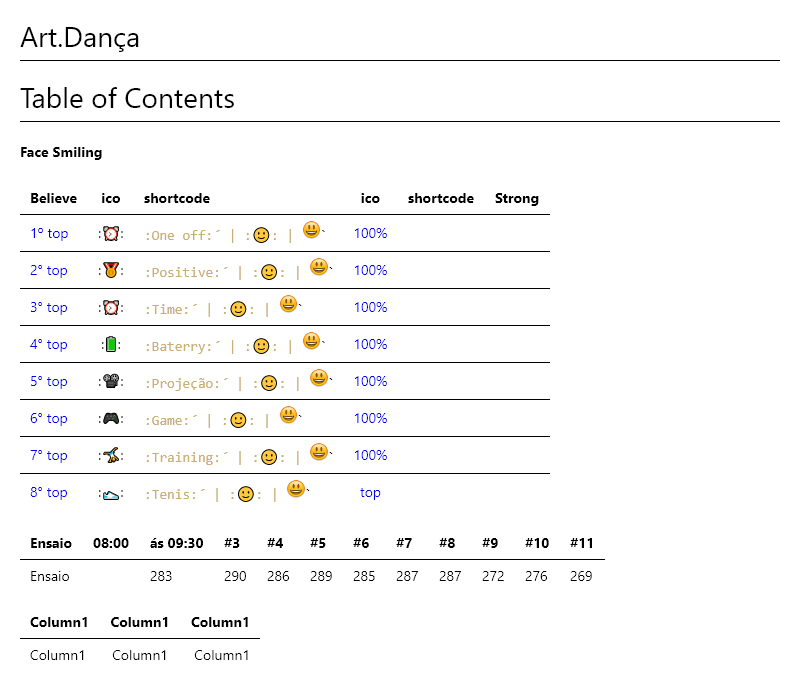 Art.Dança
Table of Contents
Face Smiling
Believe ico shortcode ico shortcode Strong
1º top :⏰: :One off:´ | :🙂: | 😃` 100%
2° top :🏅: :Positive:´ | :🙂: | 😃` 100%
3° top :⏰: :Time:´ | :🙂: | 😃` 100%
4° top :🔋: :Baterry:´ | :🙂: | 😃` 100%
5° top :📽: :Projeção:´ | :🙂: | 😃` 100%
6° top :🎮: :Game:´ | :🙂: | 😃` 100%
7° top :: :Training:´ | :🙂: | 😃` 100%
8° top :👟: :Tenis:´ | :🙂: | 😃` top
Ensaio 08:00 ás 09:30 #3 #4 #5 #6 #7 #8 #9 #10 #11
Ensaio 283 290 286 289 285 287 287 272 276 269
Column1 Column1 Column1
Column1 Column1 Column1